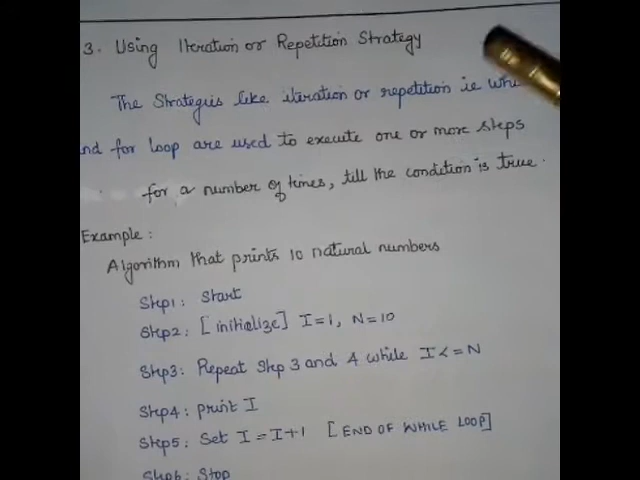 3. Using Iteration or Repetition Strategy
The Strategies like iteration or repetition ie
nd for loop are used to execute one or more steps
for a number of times, till the condition is true.
Example:
Algorithm that prints 10 natural numbers
Step1: Start
Step2: [initialize] I=1, N=10
Step3: Repeat Step 3 and 4 while I<=N
Step4: print I
Step5: Set I=I+1 [END OF WHILE LOOP]
Step6: Stop